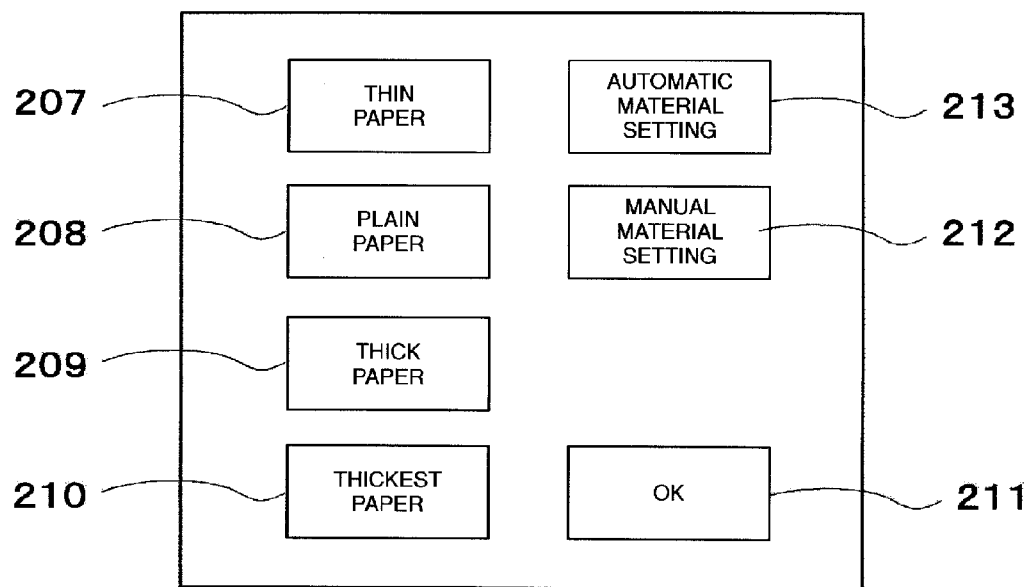 207
THIN
PAPER
AUTOMATIC
MATERIAL
SETTING
213
208
PLAIN
PAPER
MANUAL
MATERIAL
SETTING
212
209
THICK
PAPER
210
THICKEST
PAPER
OK
211